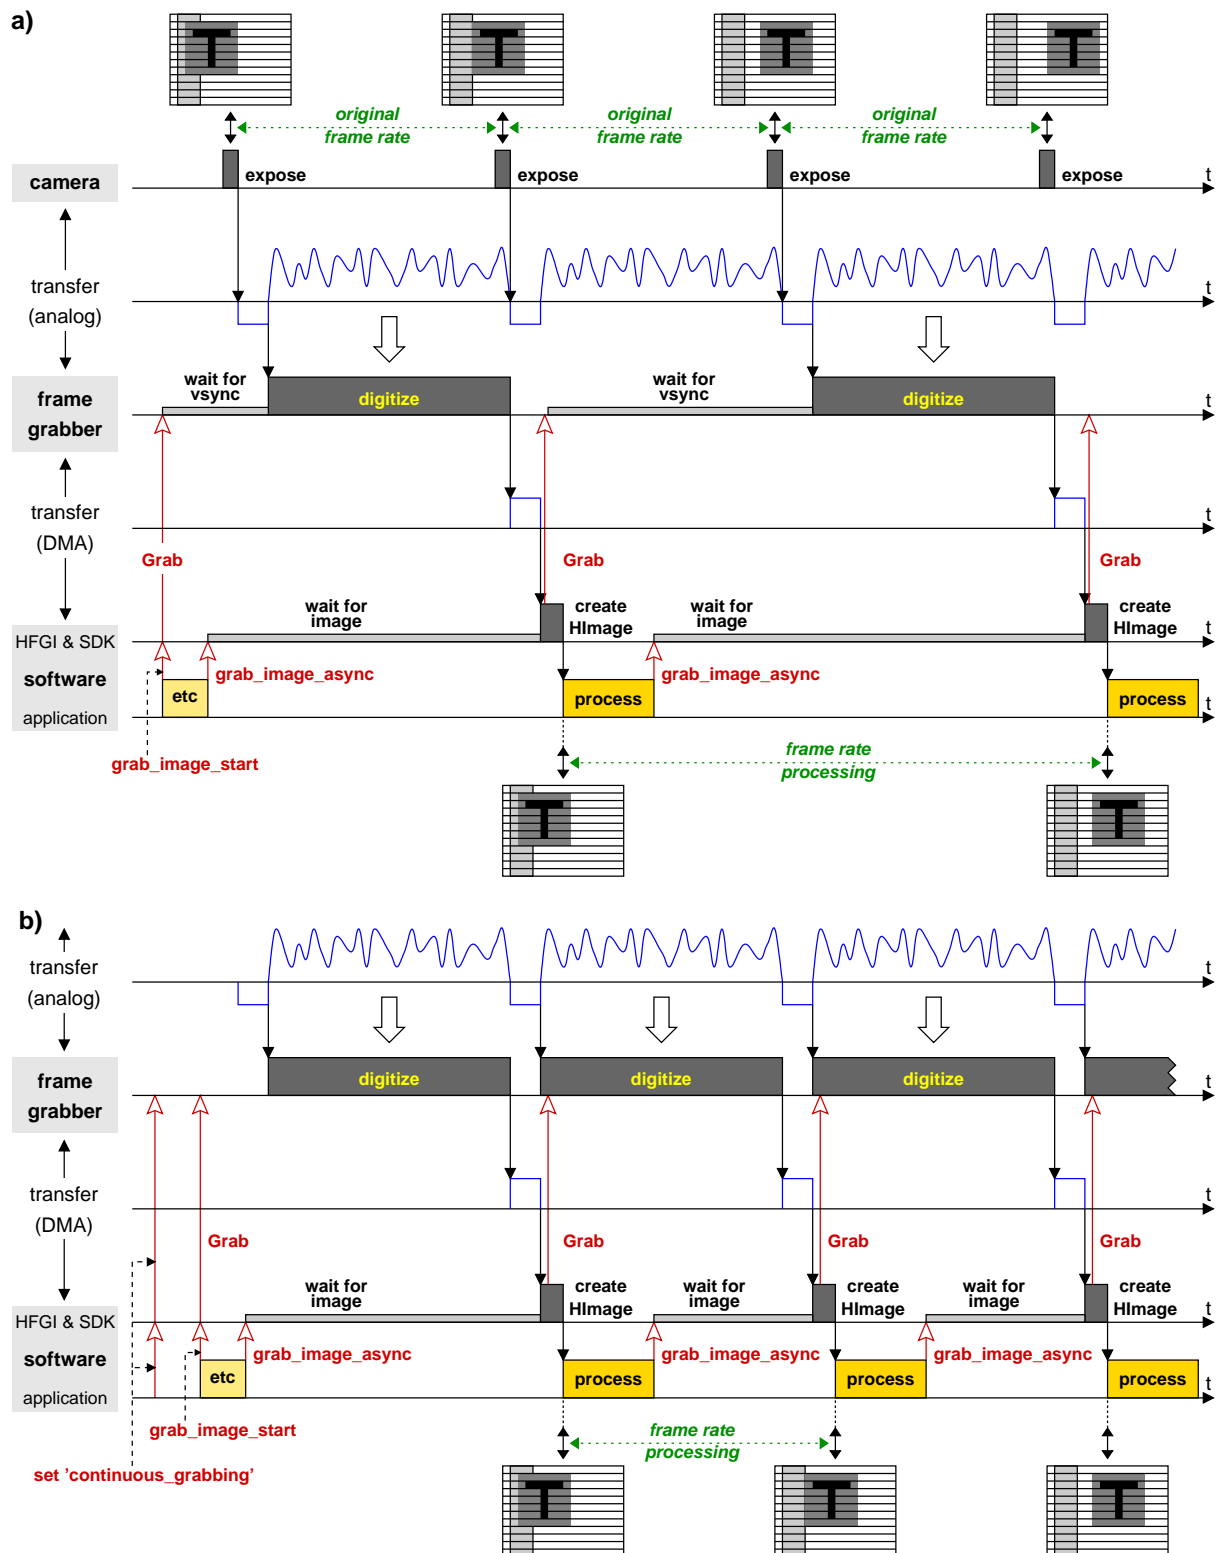 a)
original
frame rate
original
frame rate
original
frame rate
camera
expose
expose
expose
expose
t
transfer
(analog)
t
frame
grabber
wait for
vsync
digitize
wait for
vsync
digitize
t
transfer
(DMA)
t
Grab
Grab
Grab
wait for
image
create
HImage
wait for
image
create
HImage
t
HFGI & SDK
software
application
etc
grab_image_async
process
grab_image_async
process
t
grab_image_start
frame rate
processing
b)
transfer
(analog)
t
frame
grabber
digitize
digitize
digitize
t
transfer
(DMA)
t
Grab
Grab
Grab
Grab
wait for
image
create
HImage
wait for
image
create
HImage
wait for
image
create
HImage
t
HFGI & SDK
software
application
etc
grab_image_async
process
grab_image_async
process
grab_image_async
process
t
grab_image_start
set ’continuous_grabbing’
frame rate
processing